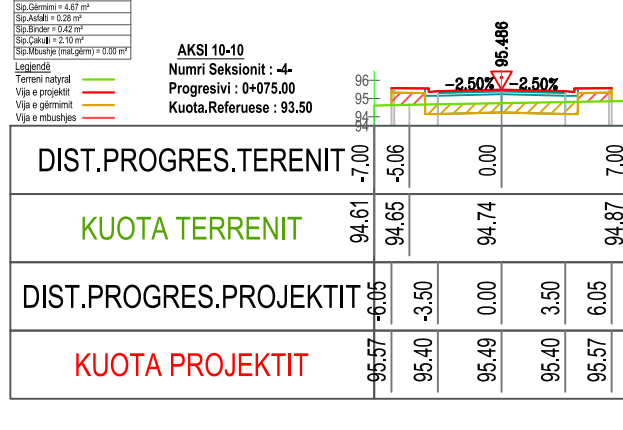 Sip.Gërmimi = 4.67 m²
Sip.Asfalti = 0.28 m²
Sip.Binder = 0.42 m²
Sip.Çakull = 2.10 m²
Sip.Mbushje (mat.gërm) = 0.00 m²
Legjendë
Terreni natyral
Vija e projektit
Vija e gërmimit
Vija e mbushjes
AKSI 10-10
Numri Seksionit : -4-
Progresivi : 0+075.00
Kuota.Referuese : 93.50
95.486
-2.50% -2.50%
96
95
94
94
DIST.PROGRES.TERENIT -7.00 -5.06 0.00 7.00
KUOTA TERRENIT 94.61 94.65 94.74 94.87
DIST.PROGRES.PROJEKTIT -6.05 -3.50 0.00 3.50 6.05
KUOTA PROJEKTIT 95.57 95.40 95.49 95.40 95.57